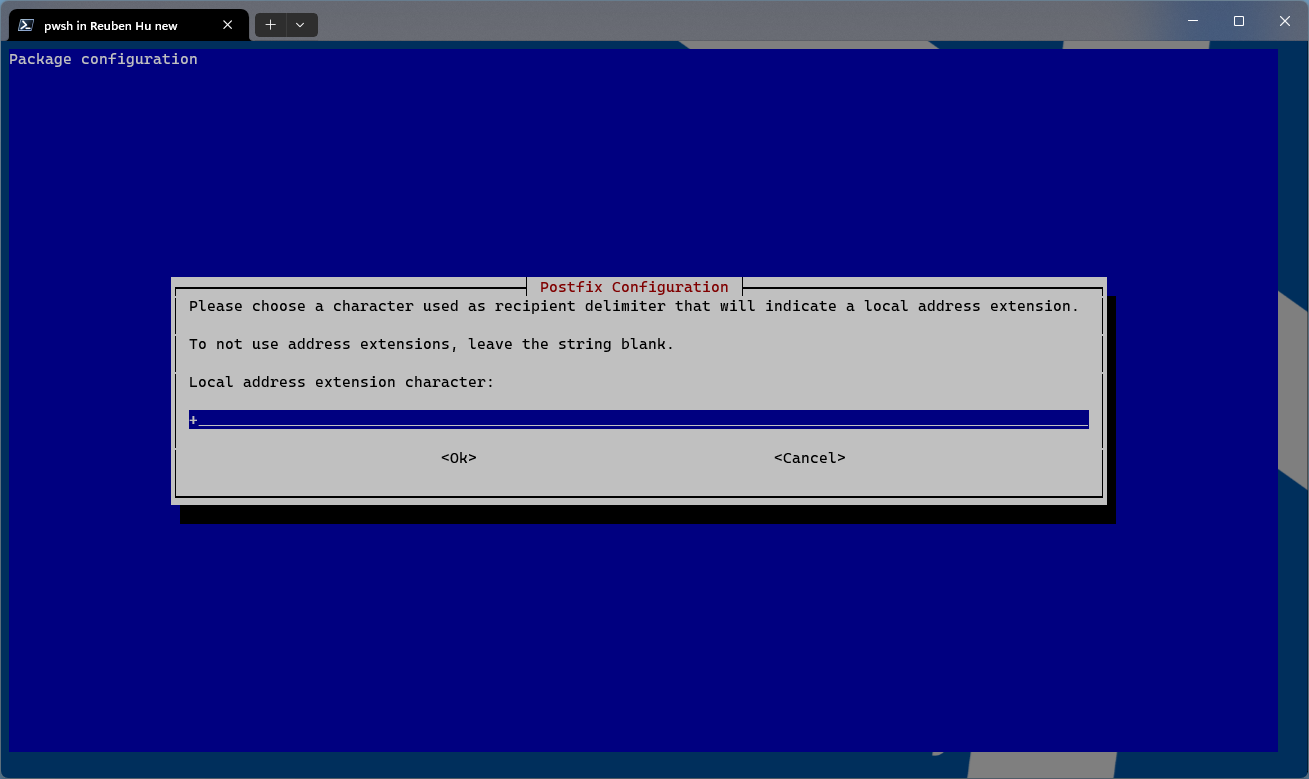 pwsh in Reuben Hu new
Package configuration
Postfix Configuration
Please choose a character used as recipient delimiter that will indicate a local address extension.
To not use address extensions, leave the string blank.
Local address extension character:
+
<Ok> <Cancel>